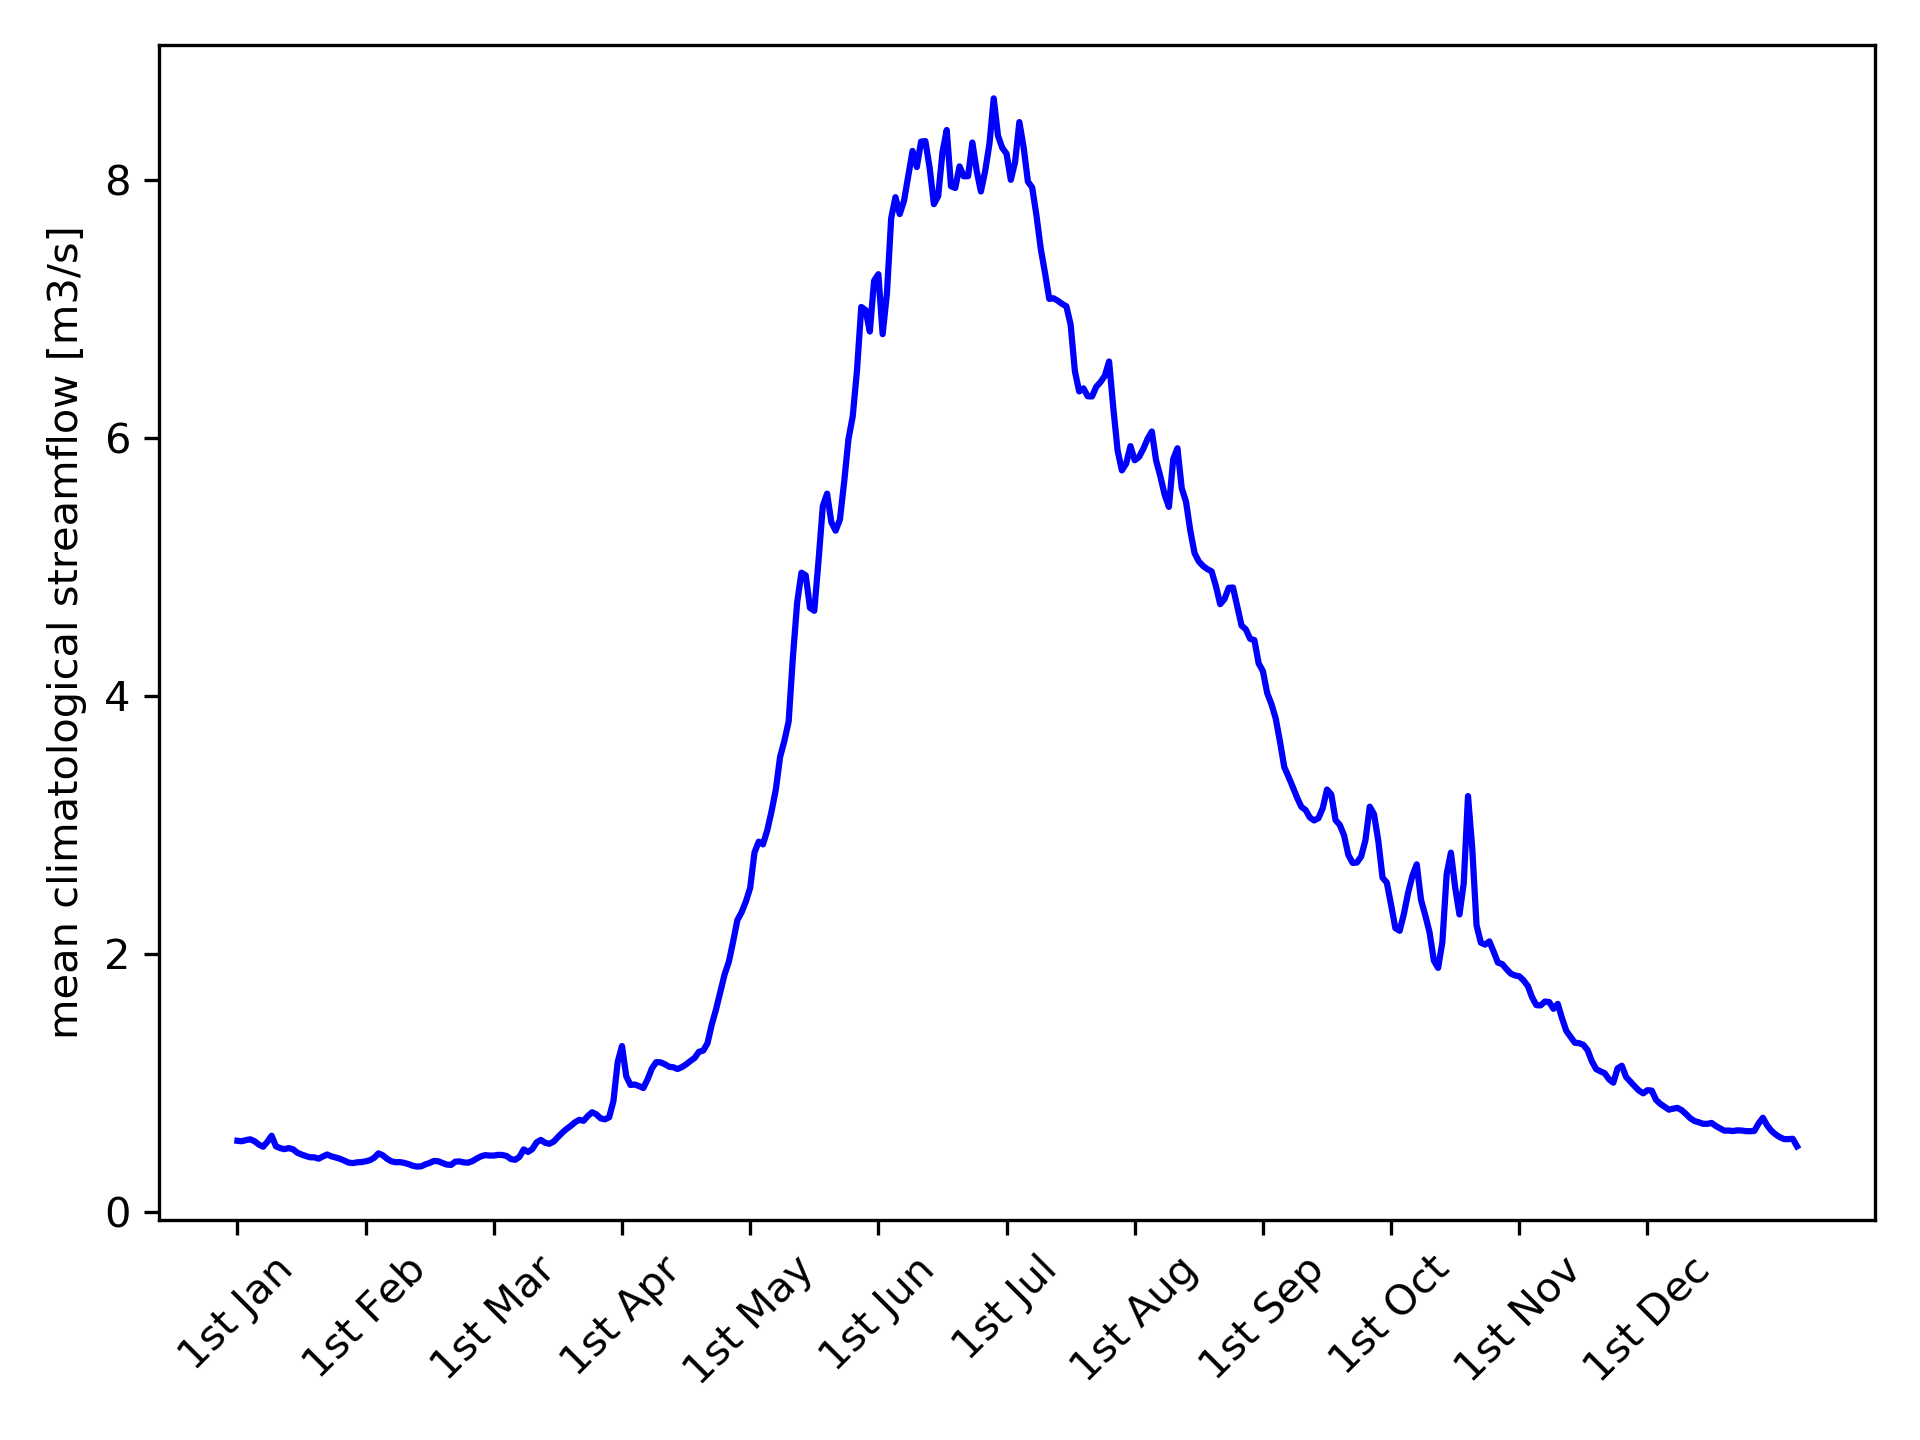 mean climatological streamflow [m3/s]
8
6
4
2
0
1st Jan
1st Feb
1st Mar
1st Apr
1st May
1st Jun
1st Jul
1st Aug
1st Sep
1st Oct
1st Nov
1st Dec